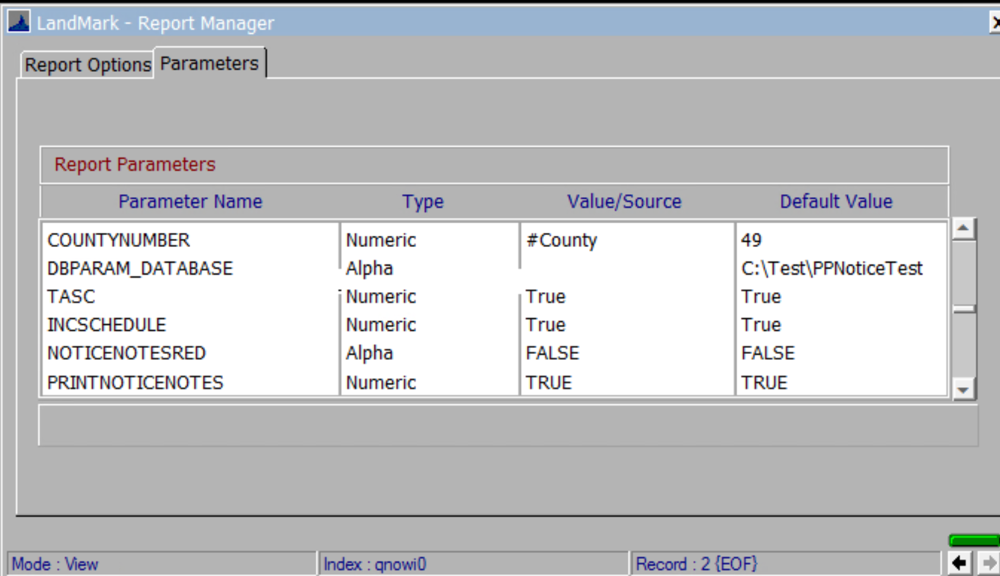 LandMark - Report Manager
Report Options Parameters
Report Parameters
Parameter Name Type Value/Source Default Value
COUNTYNUMBER Numeric #County 49
DBPARAM_DATABASE Alpha C:\Test\PPNoticeTest
TASC Numeric True True
INCSCHEDULE Numeric True True
NOTICENOTESRED Alpha FALSE FALSE
PRINTNOTICENOTES Numeric TRUE TRUE
Mode : View Index : qnowi0 Record : 2 {EOF}